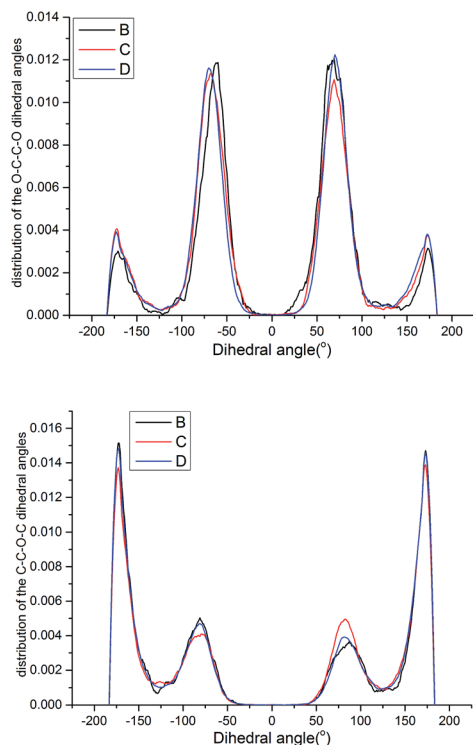 distribution of the O-C-C-O dihedral angles
0.014
0.012
0.010
0.008
0.006
0.004
0.002
0.000
B
C
D
-200 -150 -100 -50 0 50 100 150 200
Dihedral angle(°)
distribution of the C-C-O-C dihedral angles
0.016
0.014
0.012
0.010
0.008
0.006
0.004
0.002
0.000
B
C
D
-200 -150 -100 -50 0 50 100 150 200
Dihedral angle(°)